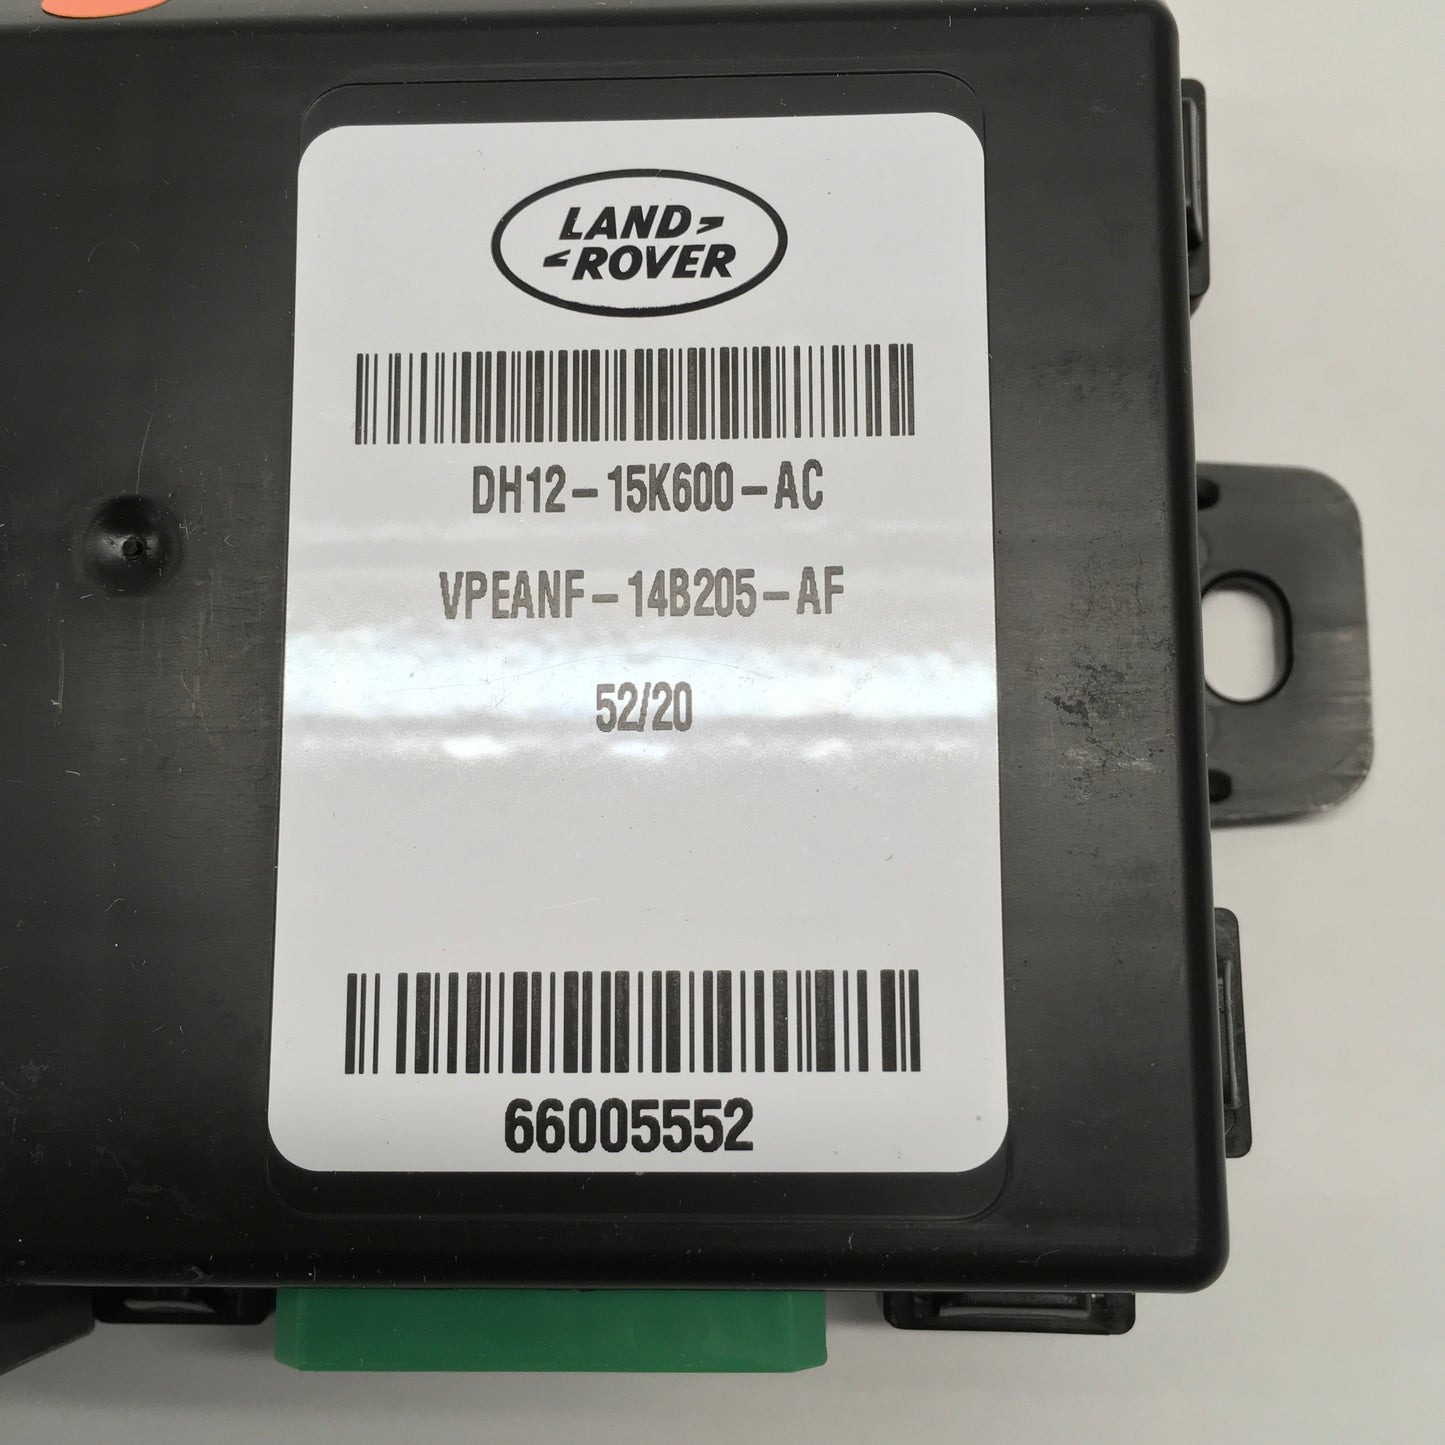 LAND
ROVER
DH12-15K600-AC
VPEANF-14B205-AF
52/20
66005552